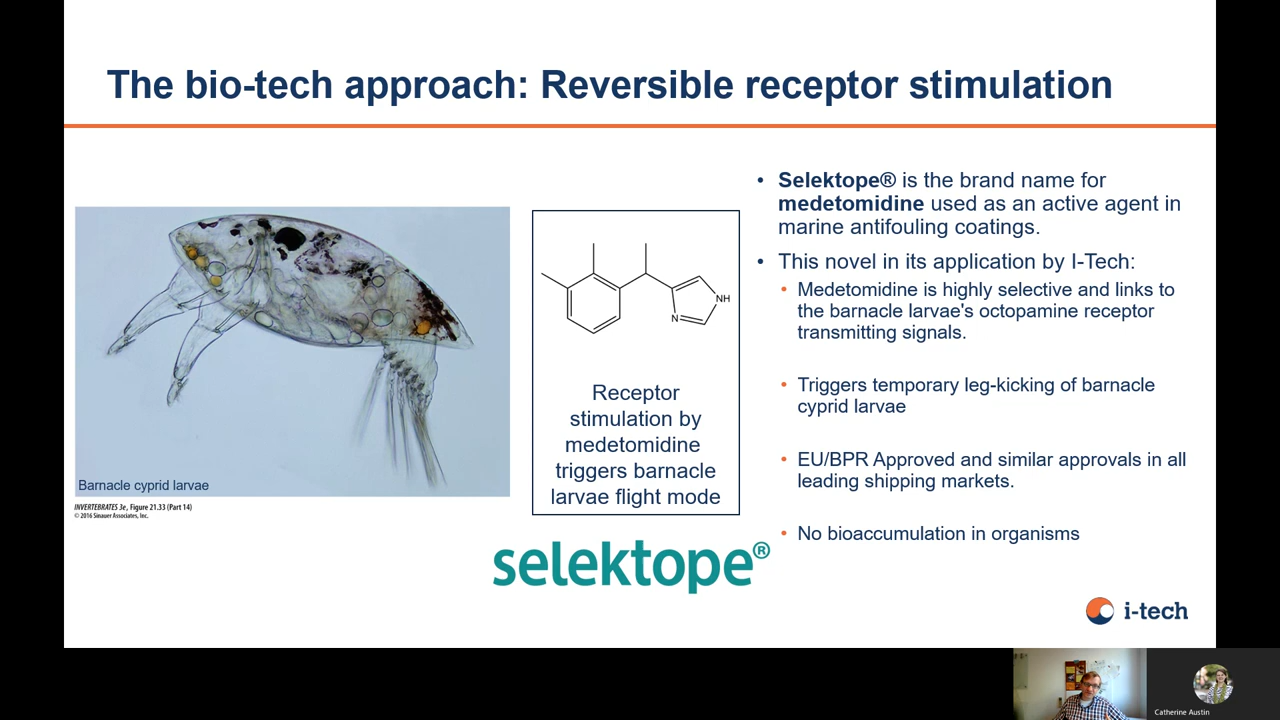 The bio-tech approach: Reversible receptor stimulation
Barnacle cyprid larvae
INVERTEBRATES 3e, Figure 21.33 (Part 14)
© 2016 Sinauer Associates, Inc.
NH
N
Receptor
stimulation by
medetomidine
triggers barnacle
larvae flight mode
selektope®
• Selektope® is the brand name for
medetomidine used as an active agent in
marine antifouling coatings.
• This novel in its application by I-Tech:
• Medetomidine is highly selective and links to
the barnacle larvae's octopamine receptor
transmitting signals.
• Triggers temporary leg-kicking of barnacle
cyprid larvae
• EU/BPR Approved and similar approvals in all
leading shipping markets.
• No bioaccumulation in organisms
i-tech
Catherine Austin